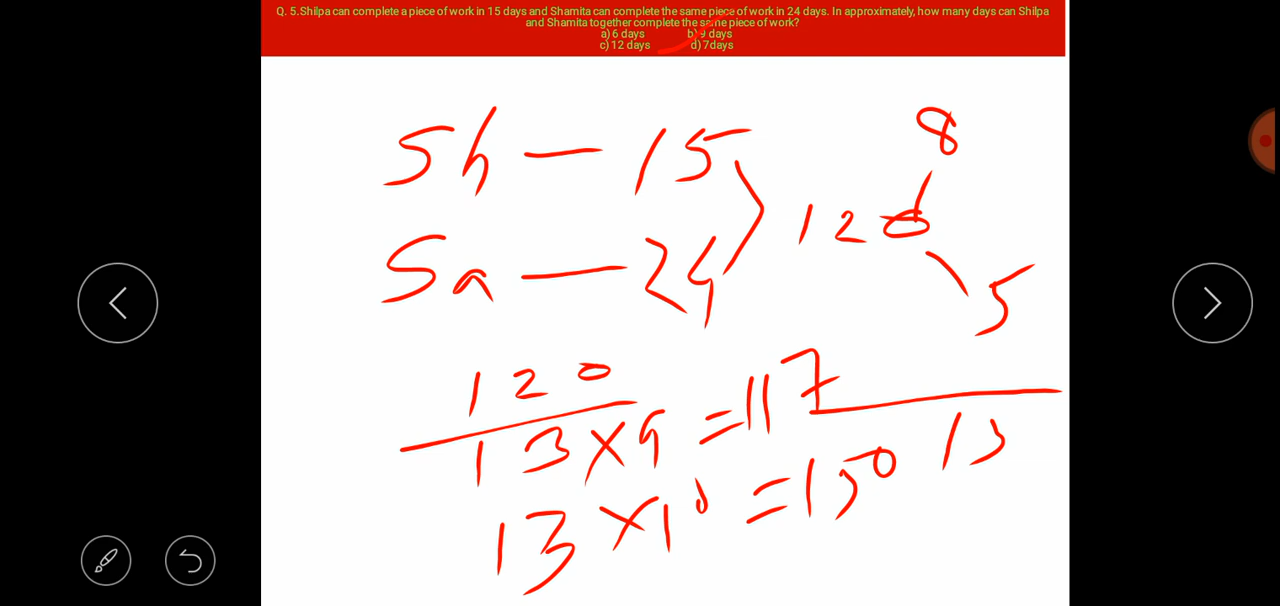 Q. 5.Shilpa can complete a piece of work in 15 days and Shamita can complete the same piece of work in 24 days. In approximately, how many days can Shilpa
and Shamita together complete the same piece of work?
a) 6 days b) 9 days
c) 12 days d) 7days
8
Sh — 15
120
Sa — 24
5
120
13 x 9 = 117
13
13 x 10 = 130